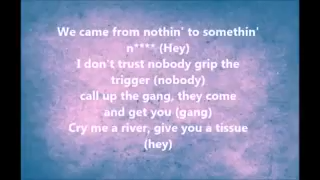 We came from nothin' to somethin'
n**** (Hey)
I don't trust nobody grip the
trigger (nobody)
call up the gang, they come
and get you (gang)
Cry me a river, give you a tissue
(hey)